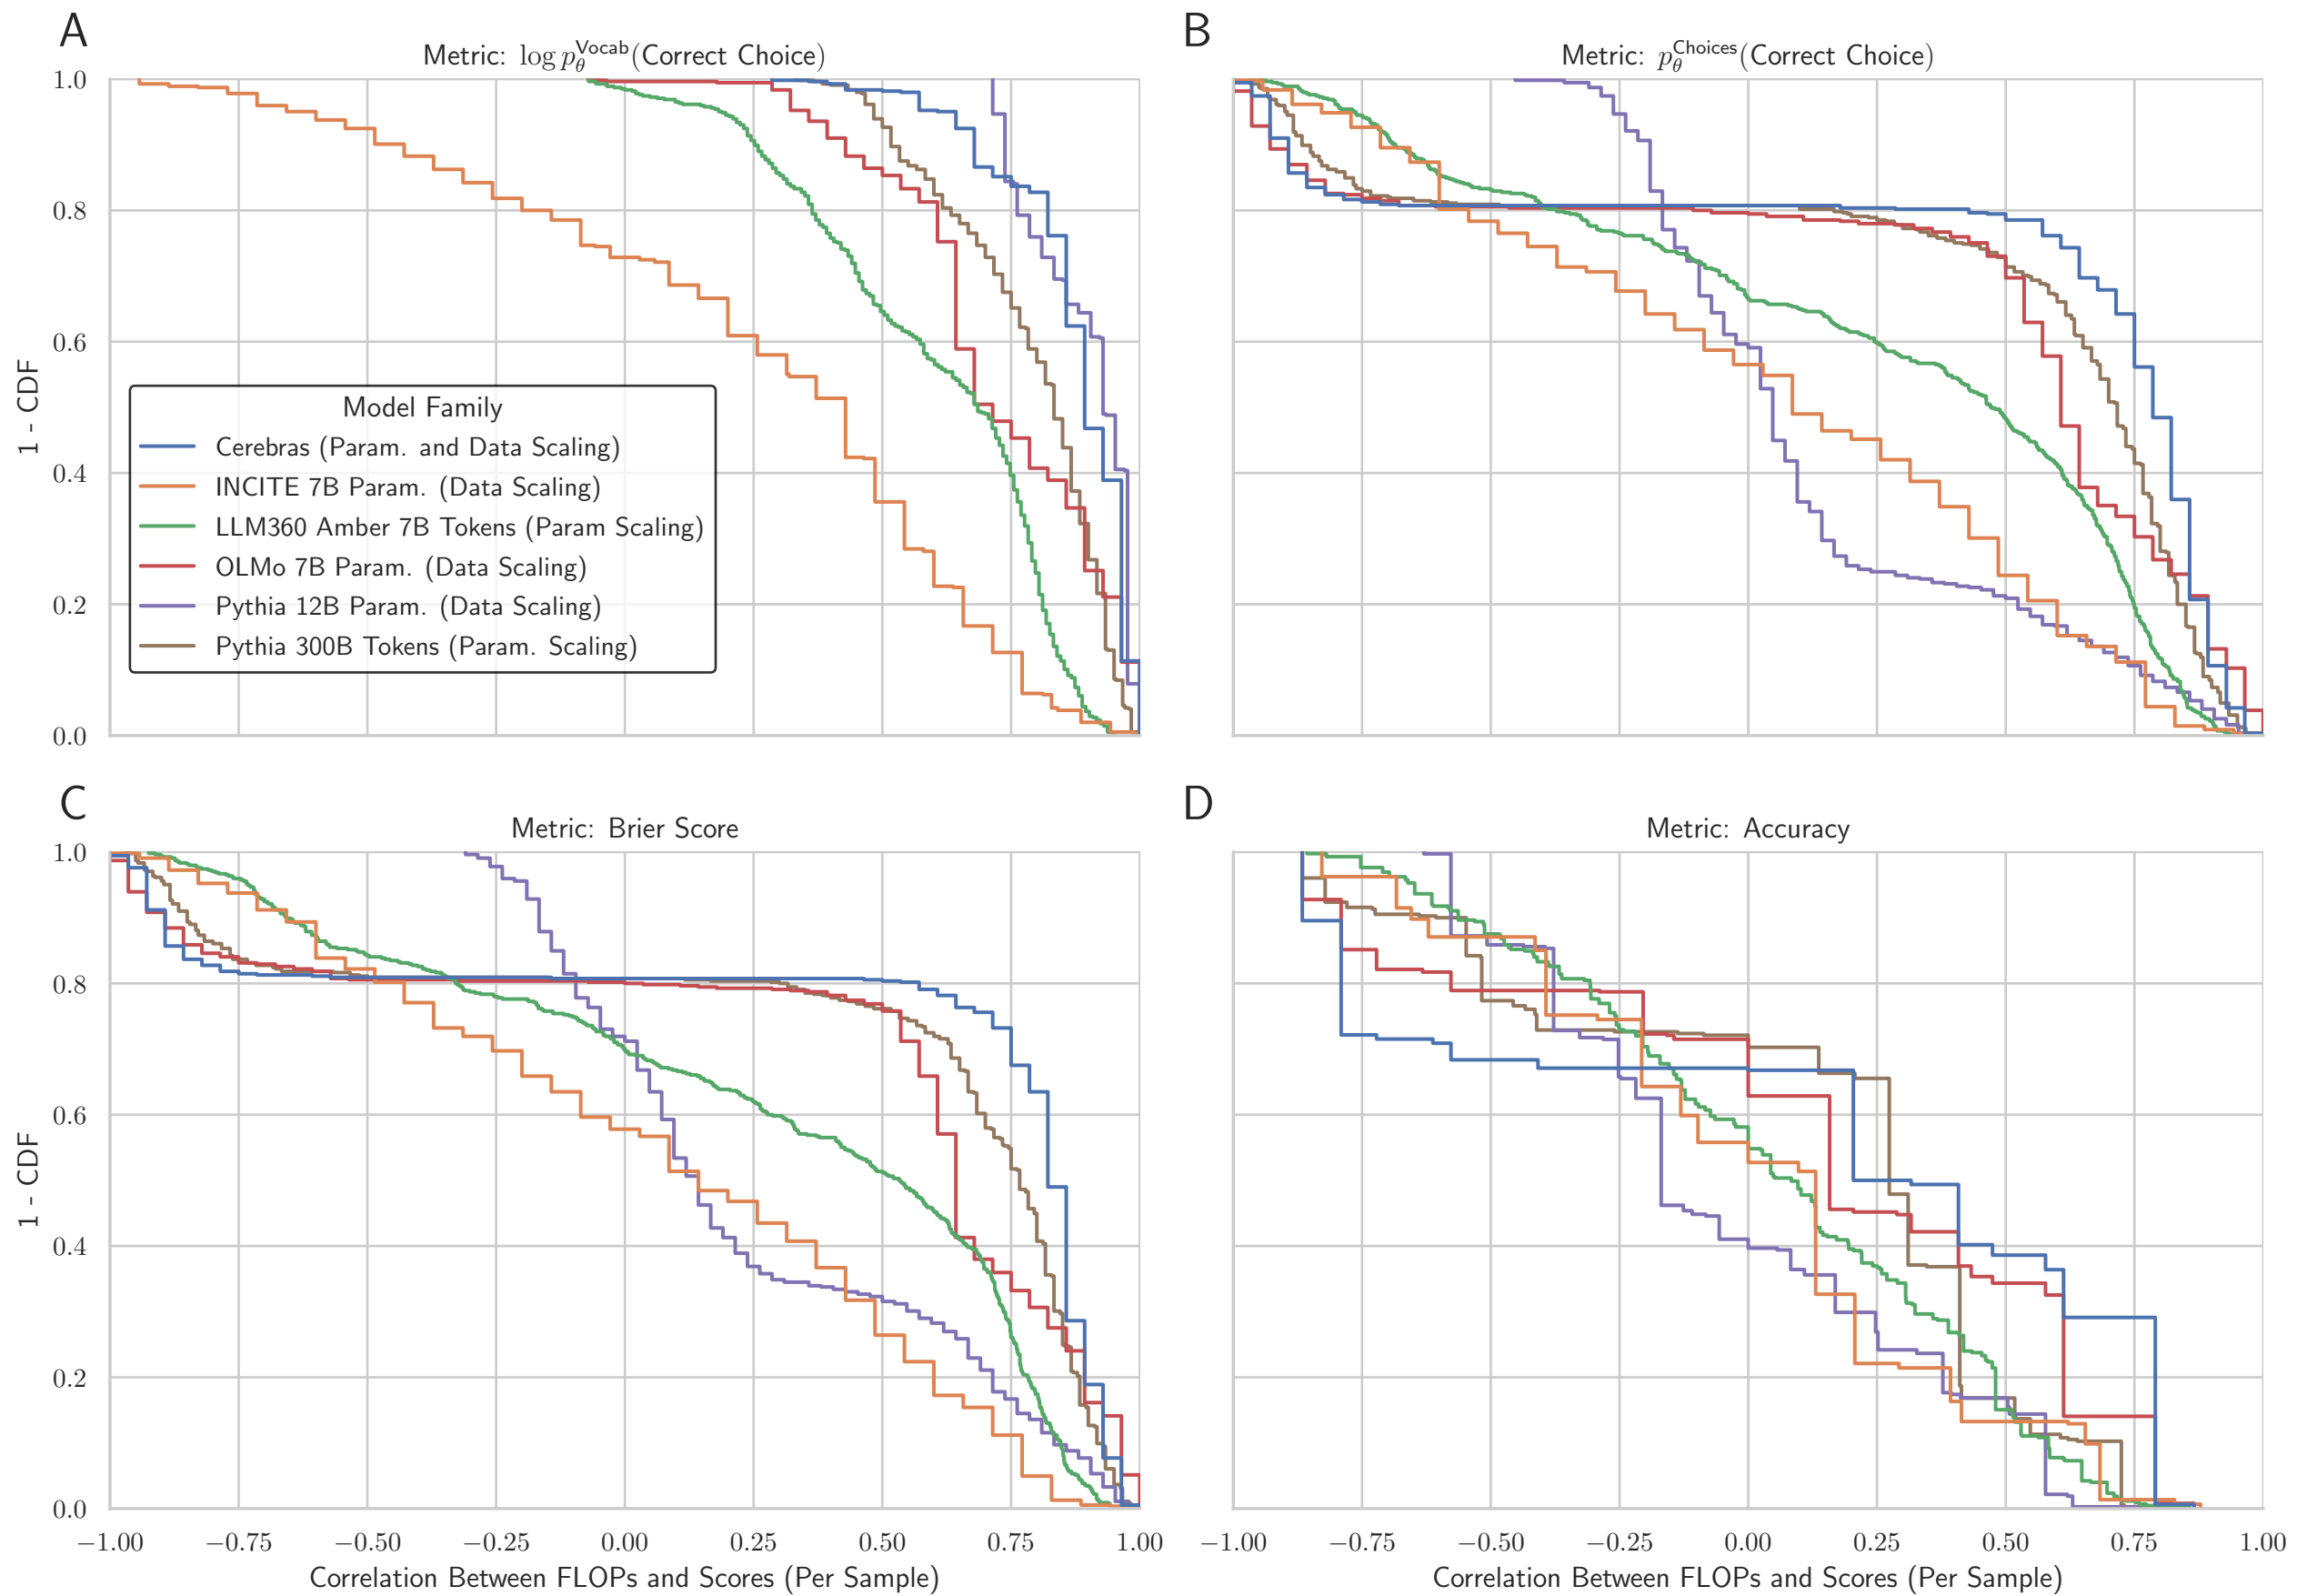 A
Metric: log p_θ^Vocab(Correct Choice)
B
Metric: p_θ^Choices(Correct Choice)
1.0
0.8
0.6
0.4
0.2
0.0
1 - CDF
Model Family
Cerebras (Param. and Data Scaling)
INCITE 7B Param. (Data Scaling)
LLM360 Amber 7B Tokens (Param Scaling)
OLMo 7B Param. (Data Scaling)
Pythia 12B Param. (Data Scaling)
Pythia 300B Tokens (Param. Scaling)
C
Metric: Brier Score
D
Metric: Accuracy
1.0
0.8
0.6
0.4
0.2
0.0
1 - CDF
−1.00 −0.75 −0.50 −0.25 0.00 0.25 0.50 0.75 1.00
Correlation Between FLOPs and Scores (Per Sample)
−1.00 −0.75 −0.50 −0.25 0.00 0.25 0.50 0.75 1.00
Correlation Between FLOPs and Scores (Per Sample)